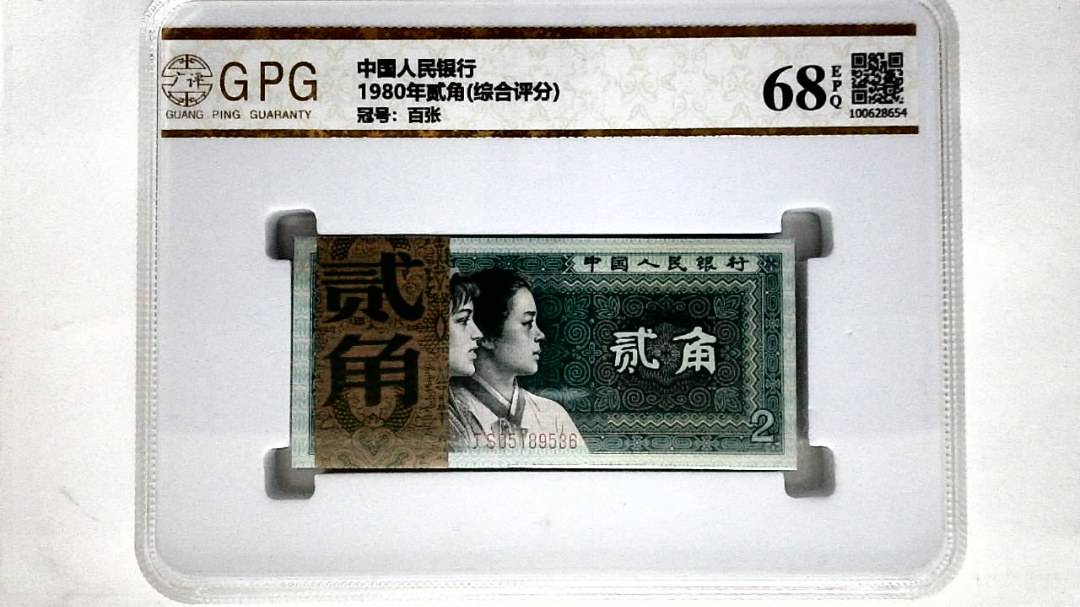 广评
GPG
GUANG PING GUARANTY
中国人民银行
1980年贰角(综合评分)
冠号：百张
68
EPQ
100628654
贰角
中国人民银行
贰角
2